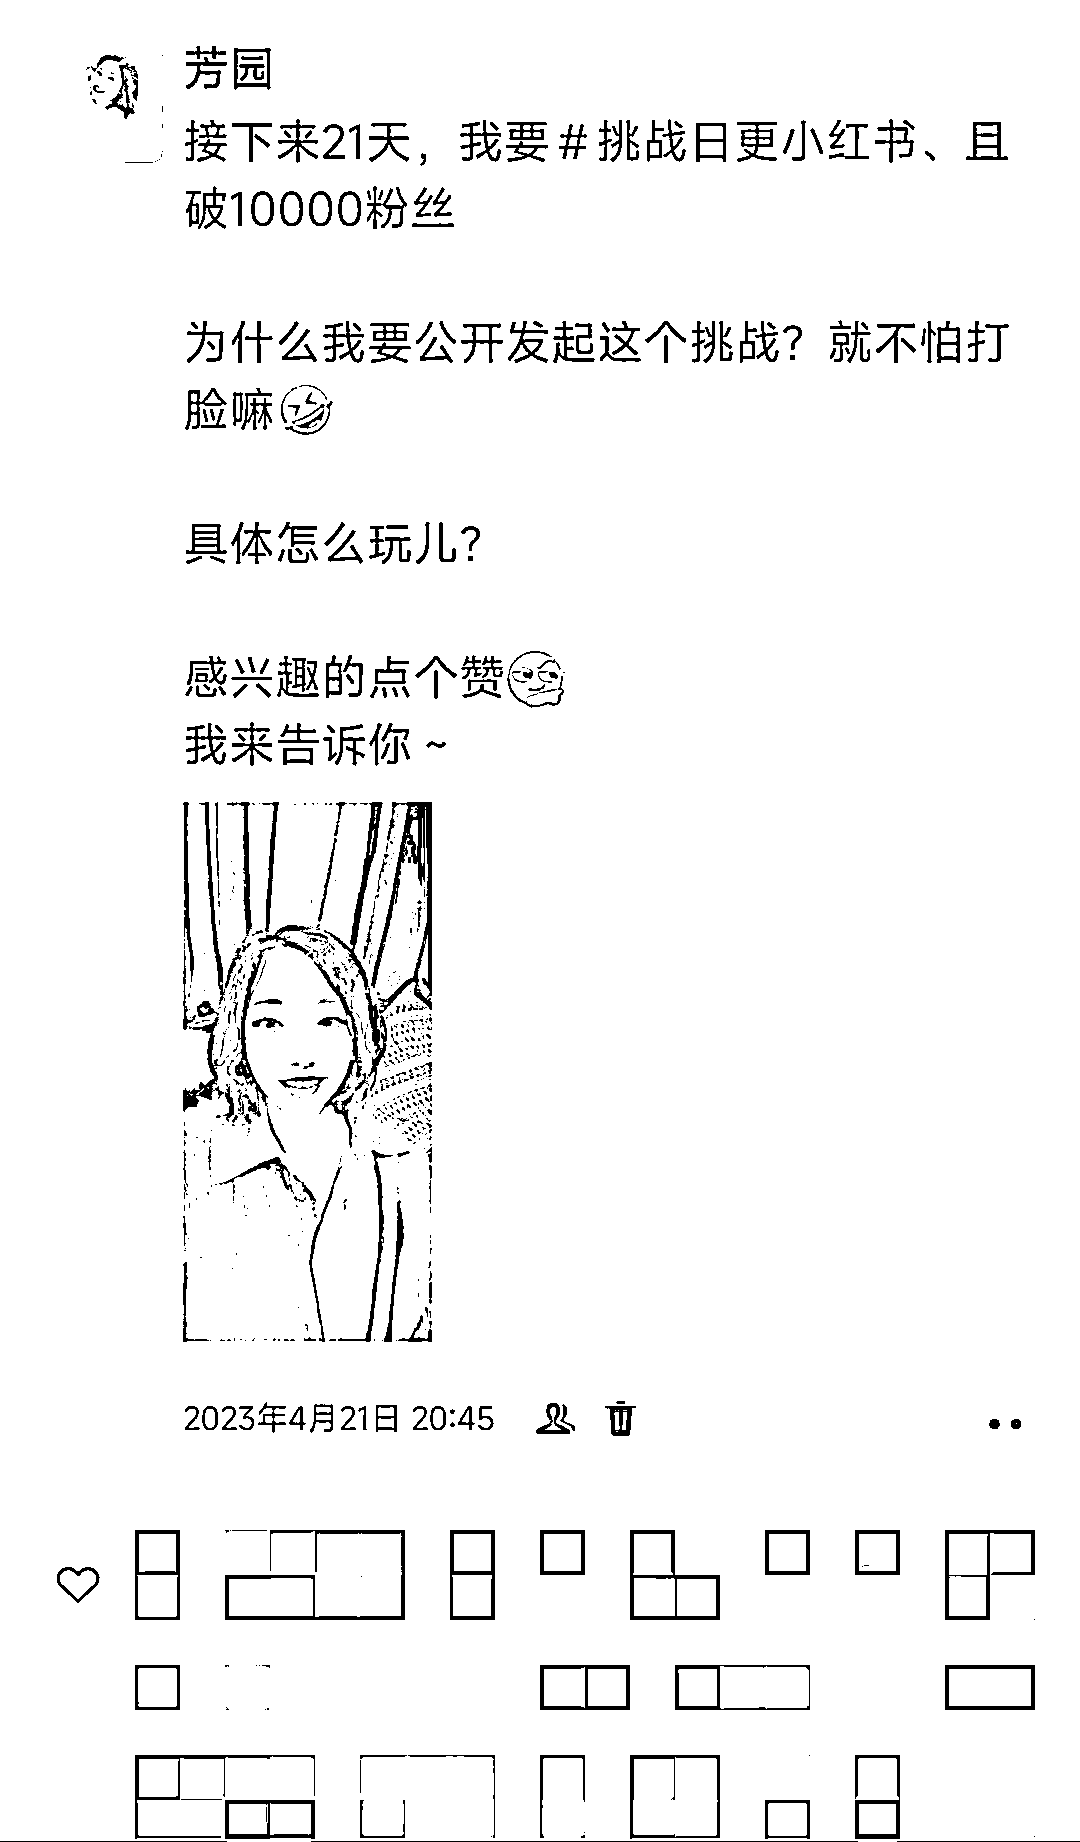 芳园
接下来21天，我要#挑战日更小红书、且
破10000粉丝
为什么我要公开发起这个挑战？就不怕打
脸嘛🤣
具体怎么玩儿？
感兴趣的点个赞🤔
我来告诉你～
2023年4月21日 20:45